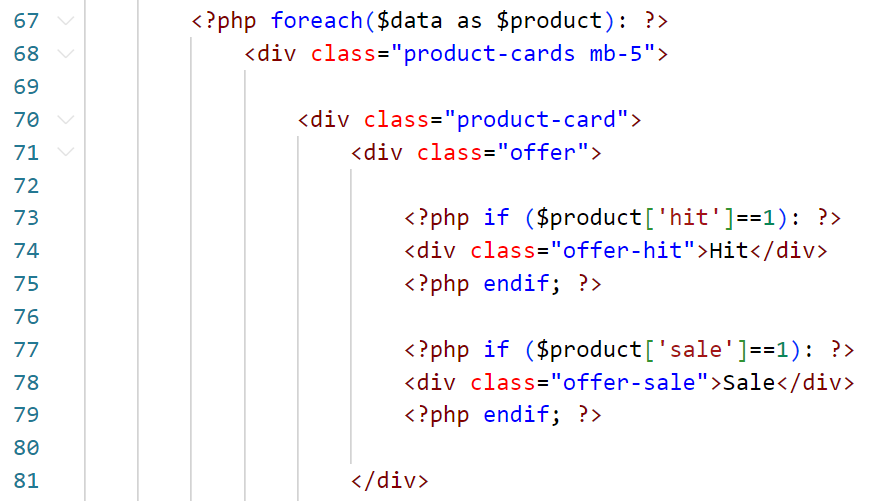 67 <?php foreach($data as $product): ?>
68 <div class="product-cards mb-5">
69
70 <div class="product-card">
71 <div class="offer">
72
73 <?php if ($product['hit']==1): ?>
74 <div class="offer-hit">Hit</div>
75 <?php endif; ?>
76
77 <?php if ($product['sale']==1): ?>
78 <div class="offer-sale">Sale</div>
79 <?php endif; ?>
80
81 </div>